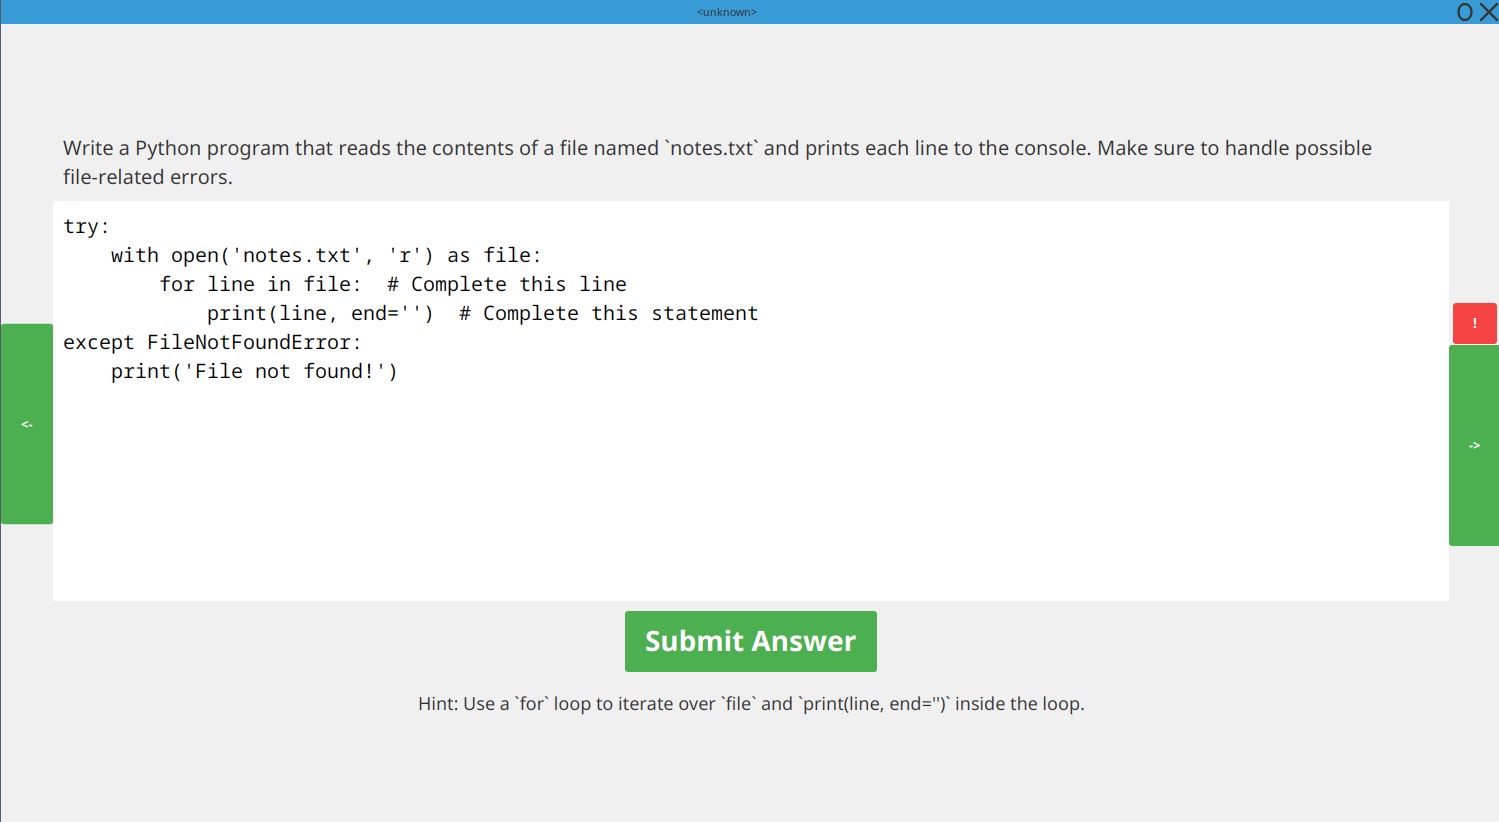 <unknown>
Write a Python program that reads the contents of a file named `notes.txt` and prints each line to the console. Make sure to handle possible
file-related errors.
try:
    with open('notes.txt', 'r') as file:
        for line in file:  # Complete this line
            print(line, end='')  # Complete this statement
except FileNotFoundError:
    print('File not found!')
!
<-
->
Submit Answer
Hint: Use a `for` loop to iterate over `file` and `print(line, end='')` inside the loop.